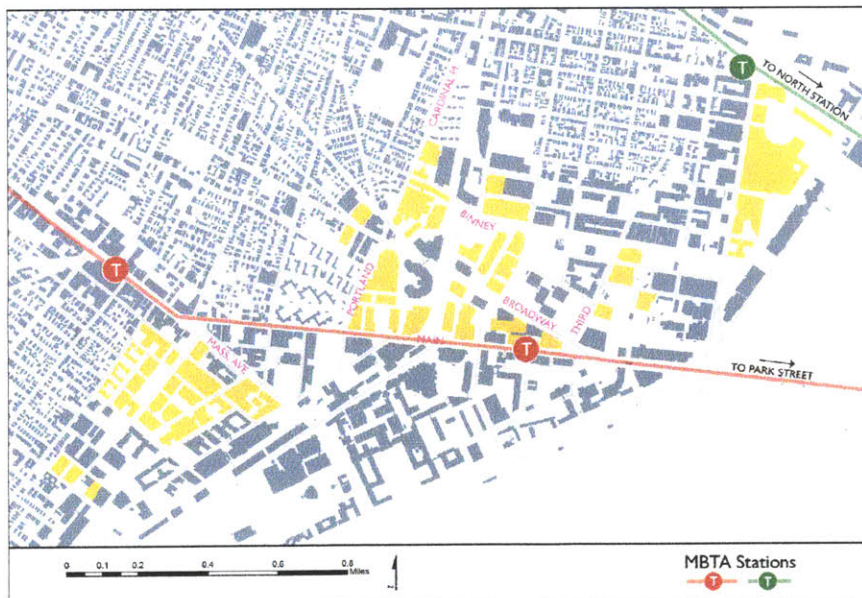 T
TO NORTH STATION
CARDINAL M
BINNEY
PORTLAND
BROADWAY
THIRD
T
MAIN
T
MASS. AVE
TO PARK STREET
0 0.1 0.2 0.4 0.6 0.8
Miles
MBTA Stations
T T